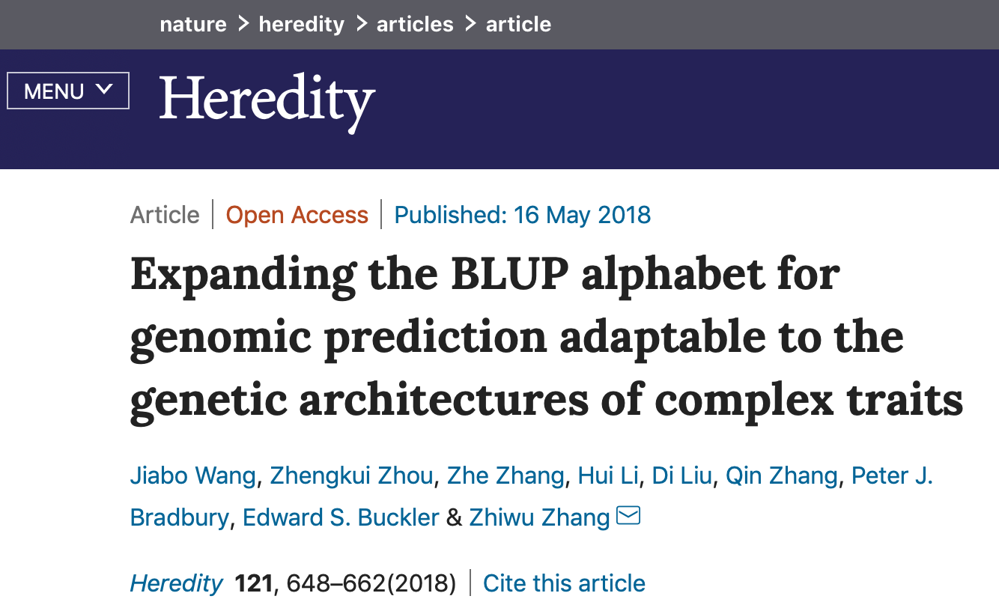 nature > heredity > articles > article
MENU
Heredity
Article | Open Access | Published: 16 May 2018
Expanding the BLUP alphabet for
genomic prediction adaptable to the
genetic architectures of complex traits
Jiabo Wang, Zhengkui Zhou, Zhe Zhang, Hui Li, Di Liu, Qin Zhang, Peter J.
Bradbury, Edward S. Buckler & Zhiwu Zhang
Heredity 121, 648–662(2018) | Cite this article